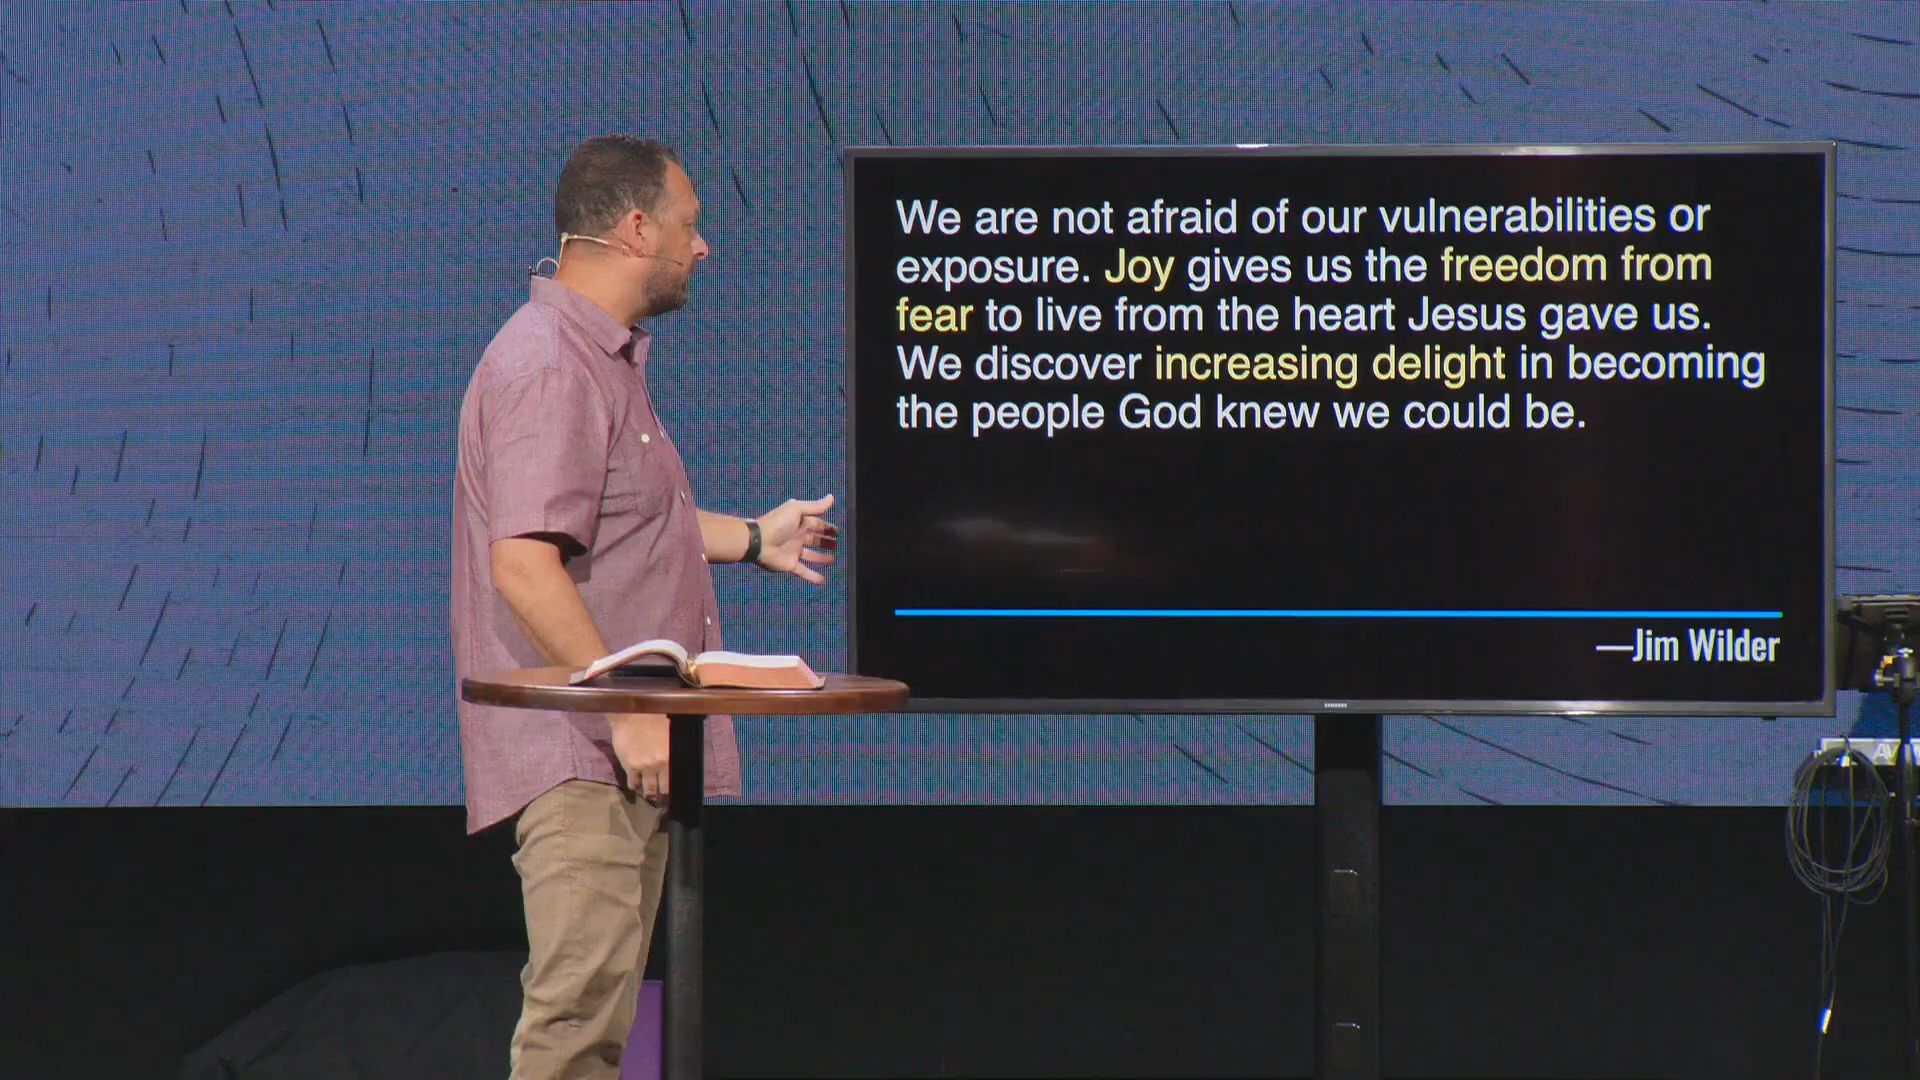 We are not afraid of our vulnerabilities or
exposure. Joy gives us the freedom from
fear to live from the heart Jesus gave us.
We discover increasing delight in becoming
the people God knew we could be.
—Jim Wilder
SAMSUNG